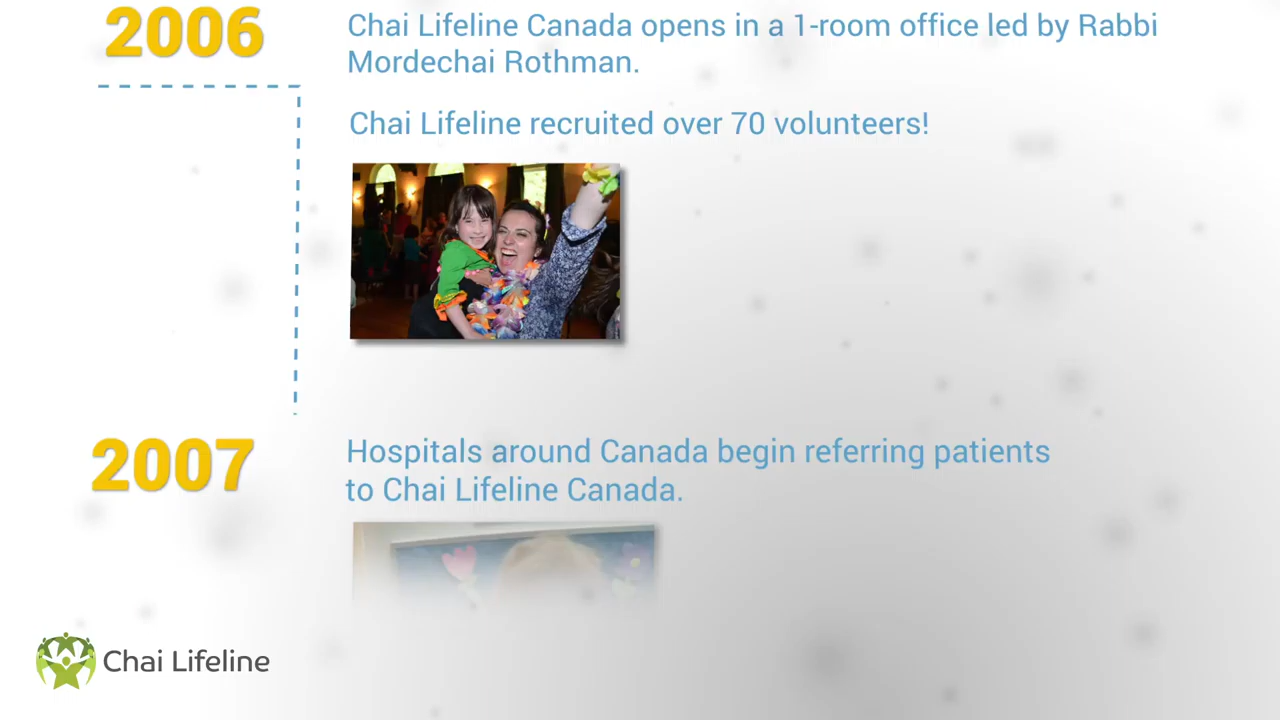 2006
Chai Lifeline Canada opens in a 1-room office led by Rabbi
Mordechai Rothman.
Chai Lifeline recruited over 70 volunteers!
2007
Hospitals around Canada begin referring patients
to Chai Lifeline Canada.
Chai Lifeline